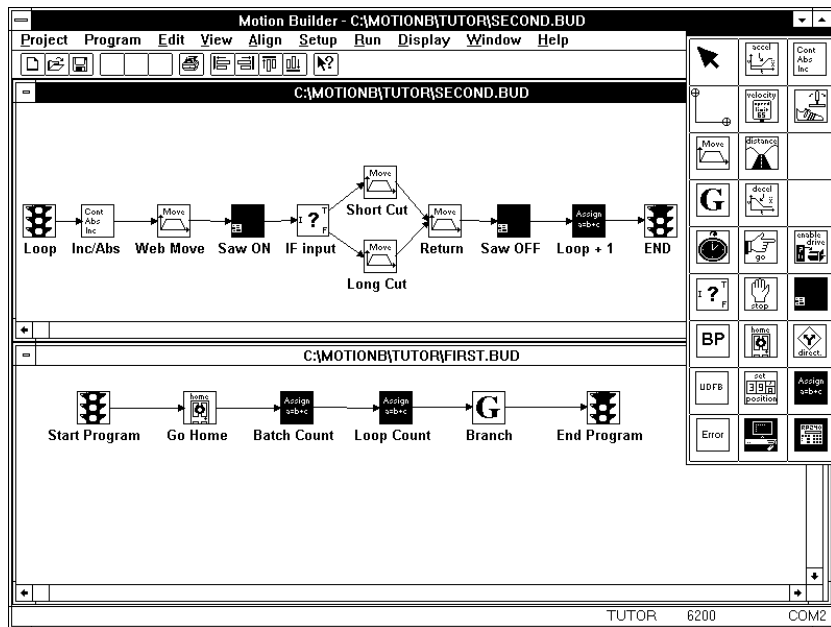 Motion Builder - C:\MOTIONB\TUTOR\SECOND.BUD
Project Program Edit View Align Setup Run Display Window Help
C:\MOTIONB\TUTOR\SECOND.BUD
Cont Abs Inc
Move
I ? T F
Move
Move
Move
Assign a=b+c
Loop Inc/Abs Web Move Saw ON IF input Short Cut Long Cut Return Saw OFF Loop + 1 END
C:\MOTIONB\TUTOR\FIRST.BUD
home
Assign a=b+c
Assign a=b+c
G
Start Program Go Home Batch Count Loop Count Branch End Program
accel
Cont Abs Inc
velocity
speed limit 65
Move
distance
G
decel
go
enable drive
I ? T F
stop
BP
home
direct.
UDFB
set
position
Assign a=b+c
Error
RP240
TUTOR 6200 COM2